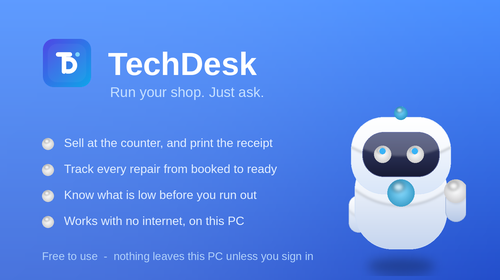 TechDesk
Run your shop. Just ask.
Sell at the counter, and print the receipt
Track every repair from booked to ready
Know what is low before you run out
Works with no internet, on this PC
Free to use - nothing leaves this PC unless you sign in